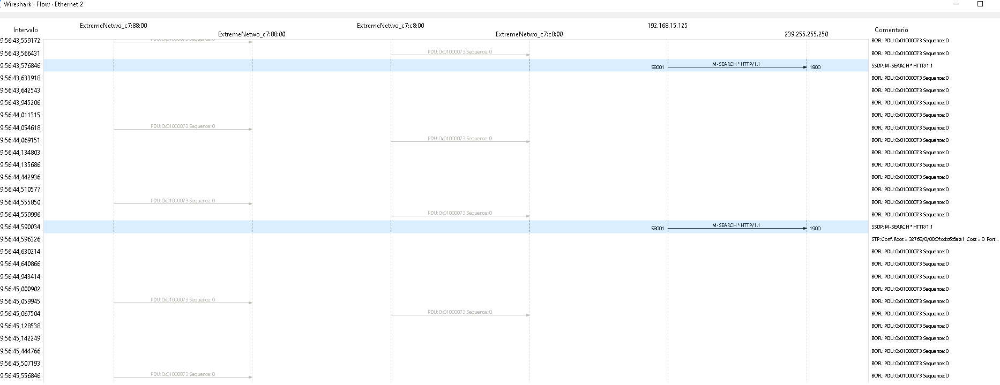 Wireshark · Flow · Ethernet 2
Intervalo ExtremeNetwo_c7:88:00 ExtremeNetwo_c7:88:00 ExtremeNetwo_c7:c8:00 ExtremeNetwo_c7:c8:00 192.168.15.125 239.255.255.250 Comentario
9:56:43,559172 PDU: 0x01000073 Sequence: 0 BOFL: PDU: 0x01000073 Sequence: 0
9:56:43,566431 PDU: 0x01000073 Sequence: 0 BOFL: PDU: 0x01000073 Sequence: 0
9:56:43,576846 58001 M-SEARCH * HTTP/1.1 1900 SSDP: M-SEARCH * HTTP/1.1
9:56:43,633918 BOFL: PDU: 0x01000073 Sequence: 0
9:56:43,642543 BOFL: PDU: 0x01000073 Sequence: 0
9:56:43,945206 BOFL: PDU: 0x01000073 Sequence: 0
9:56:44,011315 BOFL: PDU: 0x01000073 Sequence: 0
9:56:44,054618 PDU: 0x01000073 Sequence: 0 BOFL: PDU: 0x01000073 Sequence: 0
9:56:44,069151 PDU: 0x01000073 Sequence: 0 BOFL: PDU: 0x01000073 Sequence: 0
9:56:44,134803 BOFL: PDU: 0x01000073 Sequence: 0
9:56:44,135686 BOFL: PDU: 0x01000073 Sequence: 0
9:56:44,442936 BOFL: PDU: 0x01000073 Sequence: 0
9:56:44,510577 BOFL: PDU: 0x01000073 Sequence: 0
9:56:44,555850 PDU: 0x01000073 Sequence: 0 BOFL: PDU: 0x01000073 Sequence: 0
9:56:44,559996 PDU: 0x01000073 Sequence: 0 BOFL: PDU: 0x01000073 Sequence: 0
9:56:44,590034 58001 M-SEARCH * HTTP/1.1 1900 SSDP: M-SEARCH * HTTP/1.1
9:56:44,596326 STP: Conf. Root = Cost = 0 Port...
9:56:44,630214 BOFL: PDU: 0x01000073 Sequence: 0
9:56:44,640866 BOFL: PDU: 0x01000073 Sequence: 0
9:56:44,943414 BOFL: PDU: 0x01000073 Sequence: 0
9:56:45,000902 BOFL: PDU: 0x01000073 Sequence: 0
9:56:45,059945 PDU: 0x01000073 Sequence: 0 BOFL: PDU: 0x01000073 Sequence: 0
9:56:45,067504 PDU: 0x01000073 Sequence: 0 BOFL: PDU: 0x01000073 Sequence: 0
9:56:45,128538 BOFL: PDU: 0x01000073 Sequence: 0
9:56:45,142249 BOFL: PDU: 0x01000073 Sequence: 0
9:56:45,444766 BOFL: PDU: 0x01000073 Sequence: 0
9:56:45,507193 BOFL: PDU: 0x01000073 Sequence: 0
9:56:45,556846 PDU: 0x01000073 Sequence: 0 BOFL: PDU: 0x01000073 Sequence: 0